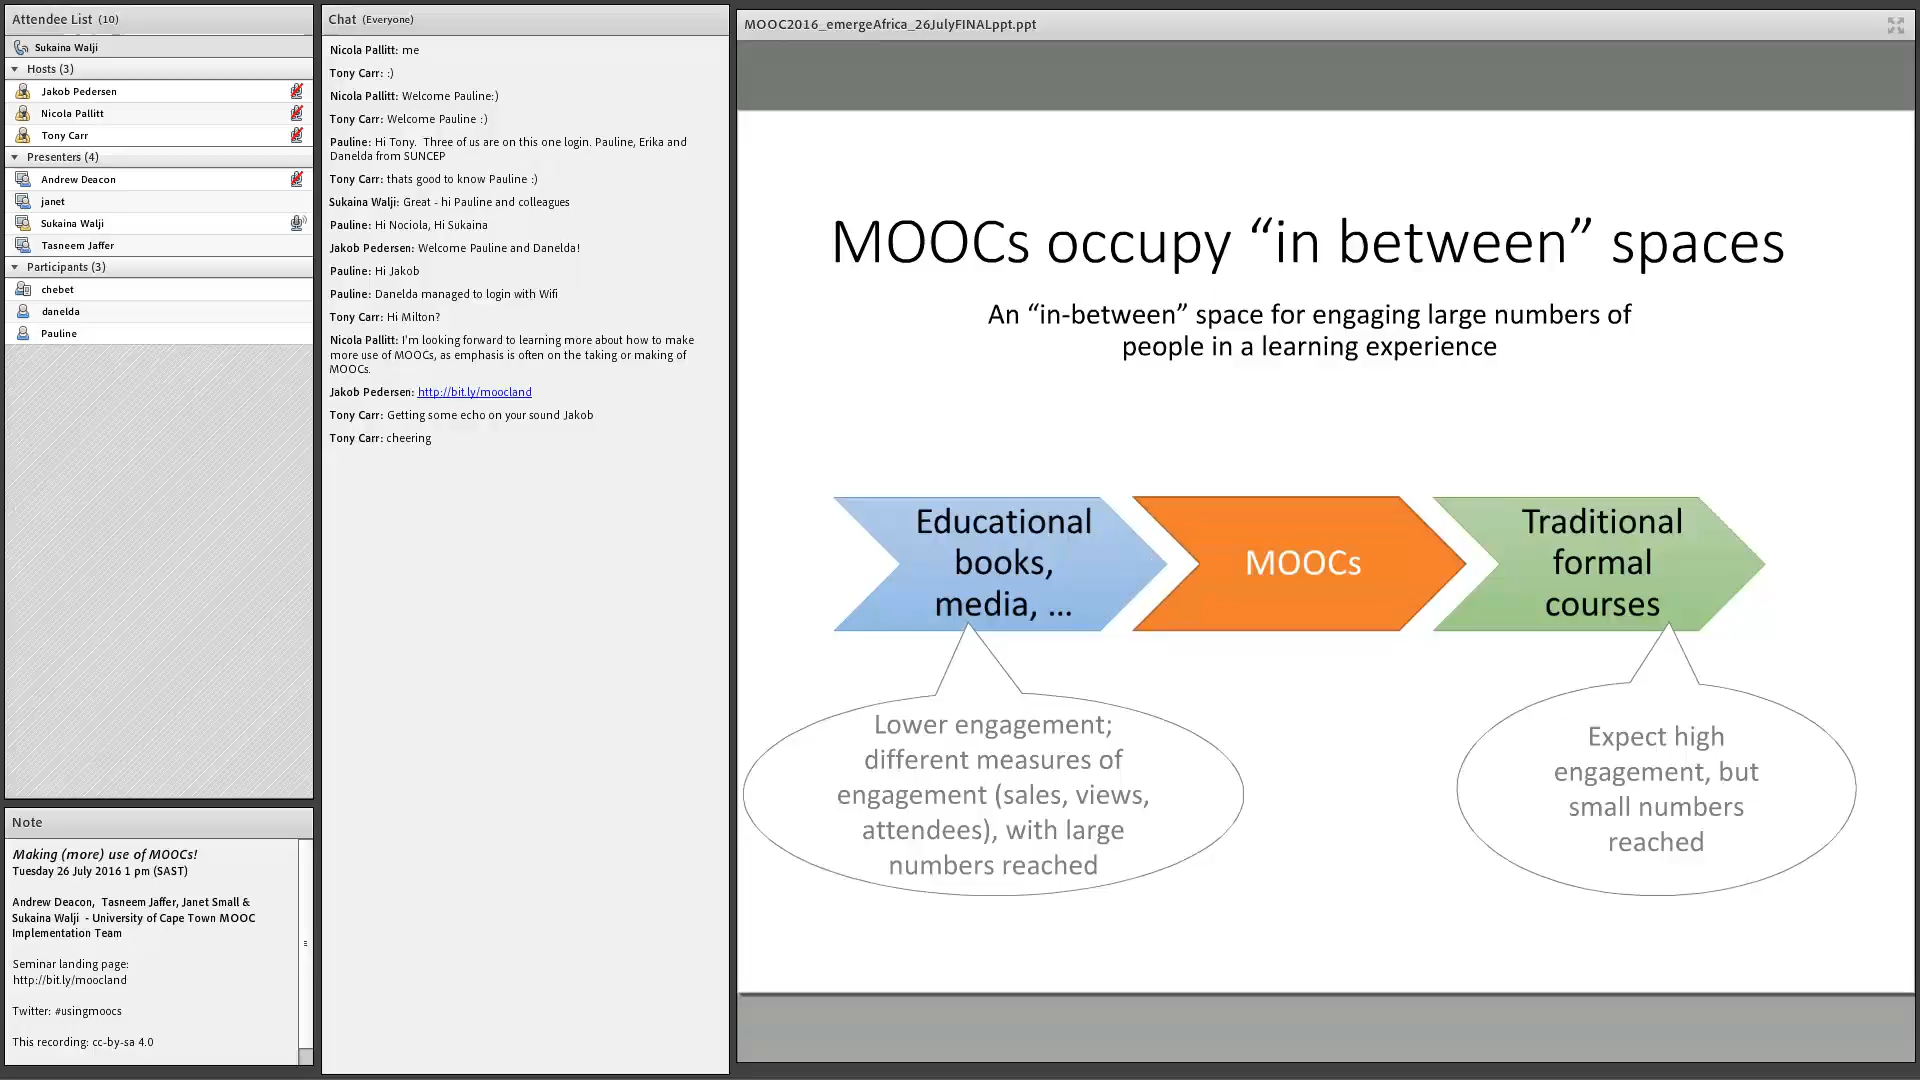 Attendee List (10)
Sukaina Walji
Hosts (3)
Jakob Pedersen
Nicola Pallitt
Tony Carr
Presenters (4)
Andrew Deacon
janet
Sukaina Walji
Tasneem Jaffer
Participants (3)
chebet
danelda
Pauline
Note
Making (more) use of MOOCs!
Tuesday 26 July 2016 1 pm (SAST)
Andrew Deacon, Tasneem Jaffer, Janet Small &
Sukaina Walji - University of Cape Town MOOC
Implementation Team
Seminar landing page:
http://bit.ly/moocland
Twitter: #usingmoocs
This recording: cc-by-sa 4.0
Chat (Everyone)
Nicola Pallitt: me
Tony Carr: :)
Nicola Pallitt: Welcome Pauline:)
Tony Carr: Welcome Pauline :)
Pauline: Hi Tony. Three of us are on this one login. Pauline, Erika and
Danelda from SUNCEP
Tony Carr: thats good to know Pauline :)
Sukaina Walji: Great - hi Pauline and colleagues
Pauline: Hi Nociola, Hi Sukaina
Jakob Pedersen: Welcome Pauline and Danelda!
Pauline: Hi Jakob
Pauline: Danelda managed to login with Wifi
Tony Carr: Hi Milton?
Nicola Pallitt: I'm looking forward to learning more about how to make
more use of MOOCs, as emphasis is often on the taking or making of
MOOCs.
Jakob Pedersen: http://bit.ly/moocland
Tony Carr: Getting some echo on your sound Jakob
Tony Carr: cheering
MOOC2016_emergeAfrica_26JulyFINALppt.ppt
MOOCs occupy “in between” spaces
An “in-between” space for engaging large numbers of
people in a learning experience
Educational
books,
media, ...
MOOCs
Traditional
formal
courses
Lower engagement;
different measures of
engagement (sales, views,
attendees), with large
numbers reached
Expect high
engagement, but
small numbers
reached